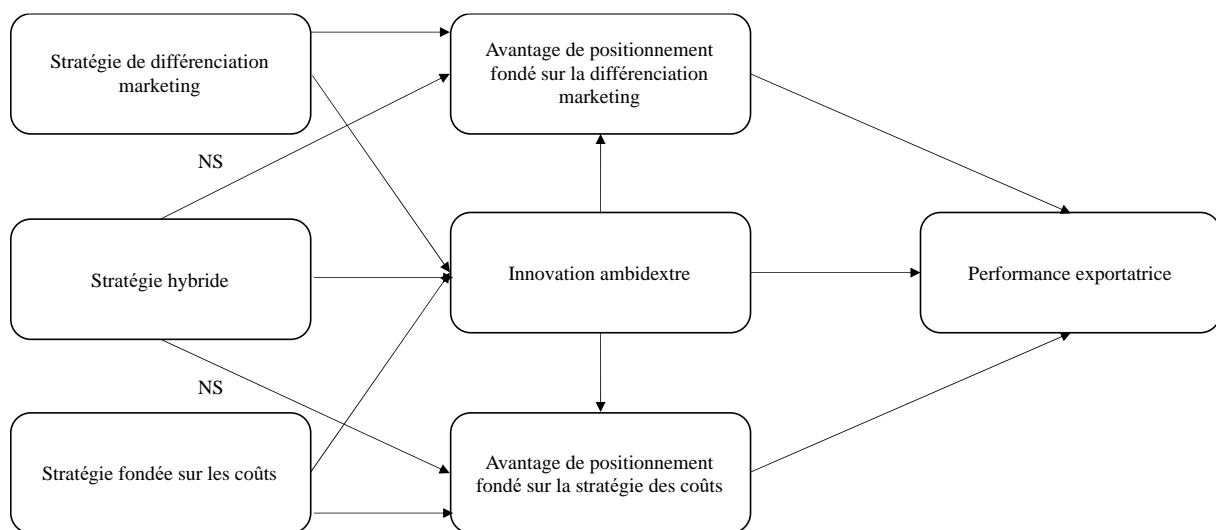 Stratégie de différenciation
marketing
Avantage de positionnement
fondé sur la différenciation
marketing
NS
Stratégie hybride
Innovation ambidextre
Performance exportatrice
NS
Stratégie fondée sur les coûts
Avantage de positionnement
fondé sur la stratégie des coûts